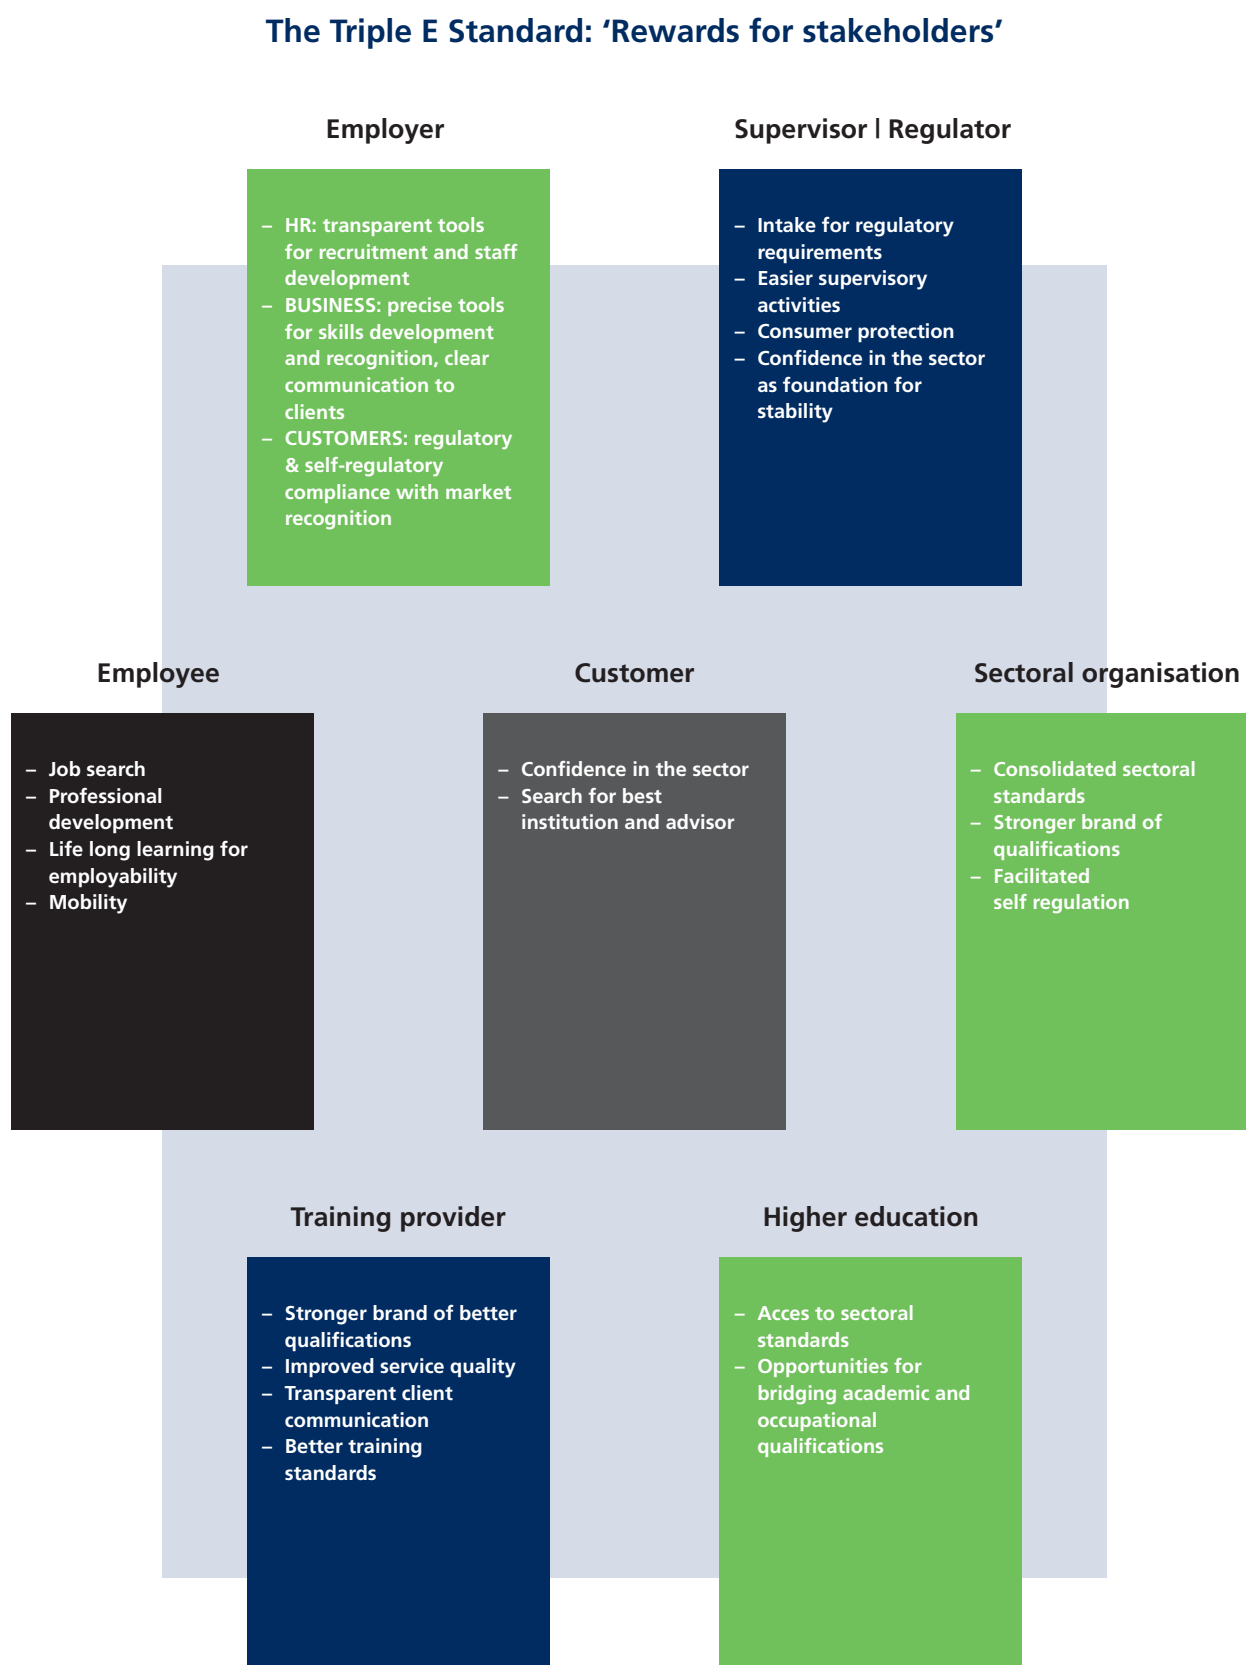 The Triple E Standard: ‘Rewards for stakeholders’
Employer
– HR: transparent tools
for recruitment and staff
development
– BUSINESS: precise tools
for skills development
and recognition, clear
communication to
clients
– CUSTOMERS: regulatory
& self-regulatory
compliance with market
recognition
Supervisor | Regulator
– Intake for regulatory
requirements
– Easier supervisory
activities
– Consumer protection
– Confidence in the sector
as foundation for
stability
Employee
– Job search
– Professional
development
– Life long learning for
employability
– Mobility
Customer
– Confidence in the sector
– Search for best
institution and advisor
Sectoral organisation
– Consolidated sectoral
standards
– Stronger brand of
qualifications
– Facilitated
self regulation
Training provider
– Stronger brand of better
qualifications
– Improved service quality
– Transparent client
communication
– Better training
standards
Higher education
– Acces to sectoral
standards
– Opportunities for
bridging academic and
occupational
qualifications